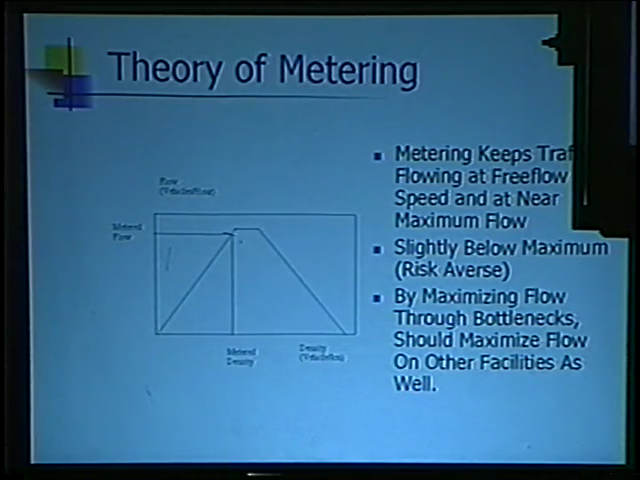 Theory of Metering
Metering Keeps Traf
Flowing at Freeflow
Speed and at Near
Maximum Flow
Slightly Below Maximum
(Risk Averse)
By Maximizing Flow
Through Bottlenecks,
Should Maximize Flow
On Other Facilities As
Well.
Flow
(Vehicles/Hour)
Metered
Flow
Metered
Density
Density
(Vehicles/km)